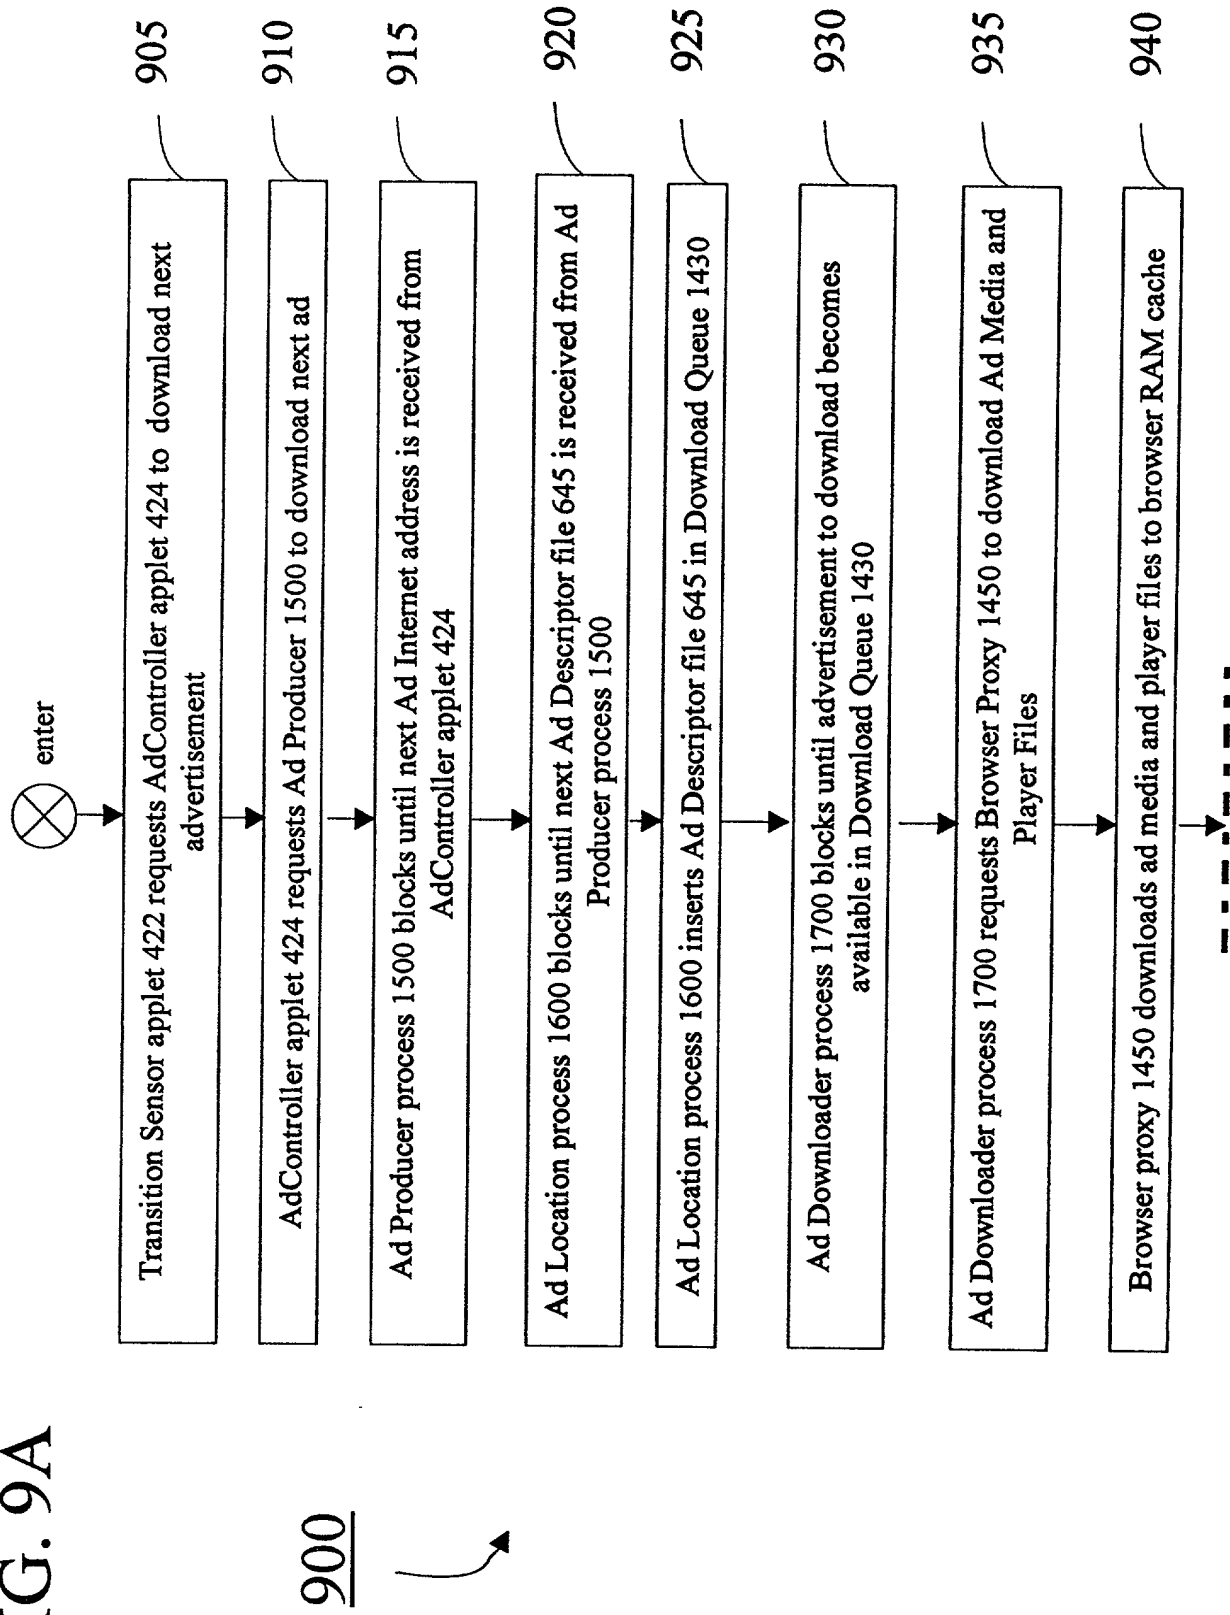 IG. 9A
900
enter
Transition Sensor applet 422 requests AdController applet 424 to download next
advertisement
905
AdController applet 424 requests Ad Producer 1500 to download next ad
910
Ad Producer process 1500 blocks until next Ad Internet address is received from
AdController applet 424
915
Ad Location process 1600 blocks until next Ad Descriptor file 645 is received from Ad
Producer process 1500
920
Ad Location process 1600 inserts Ad Descriptor file 645 in Download Queue 1430
925
Ad Downloader process 1700 blocks until advertisement to download becomes
available in Download Queue 1430
930
Ad Downloader process 1700 requests Browser Proxy 1450 to download Ad Media and
Player Files
935
Browser proxy 1450 downloads ad media and player files to browser RAM cache
940